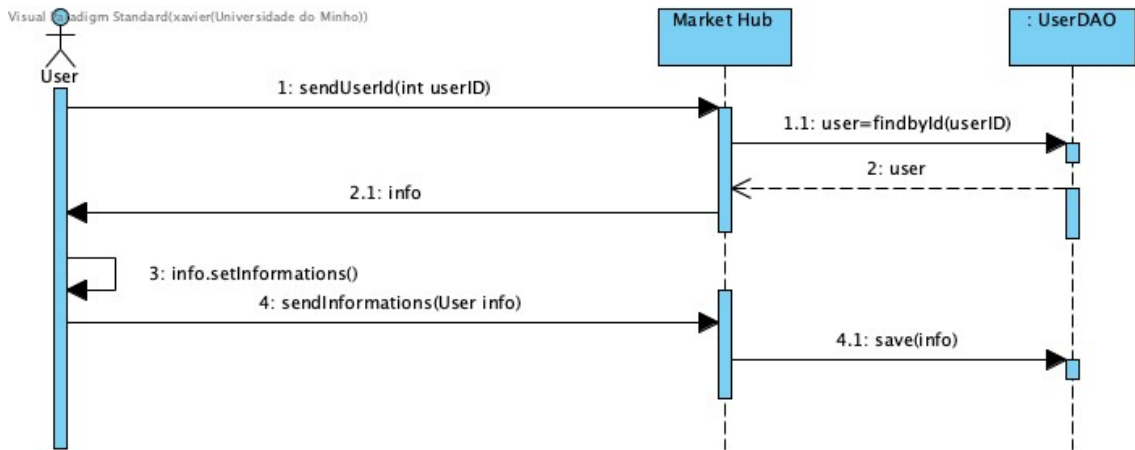 Visual Paradigm Standard(xavier(Universidade do Minho))
User
Market Hub
: UserDAO
1: sendUserId(int userID)
1.1: user=findbyId(userID)
2: user
2.1: info
3: info.setInformations()
4: sendInformations(User info)
4.1: save(info)